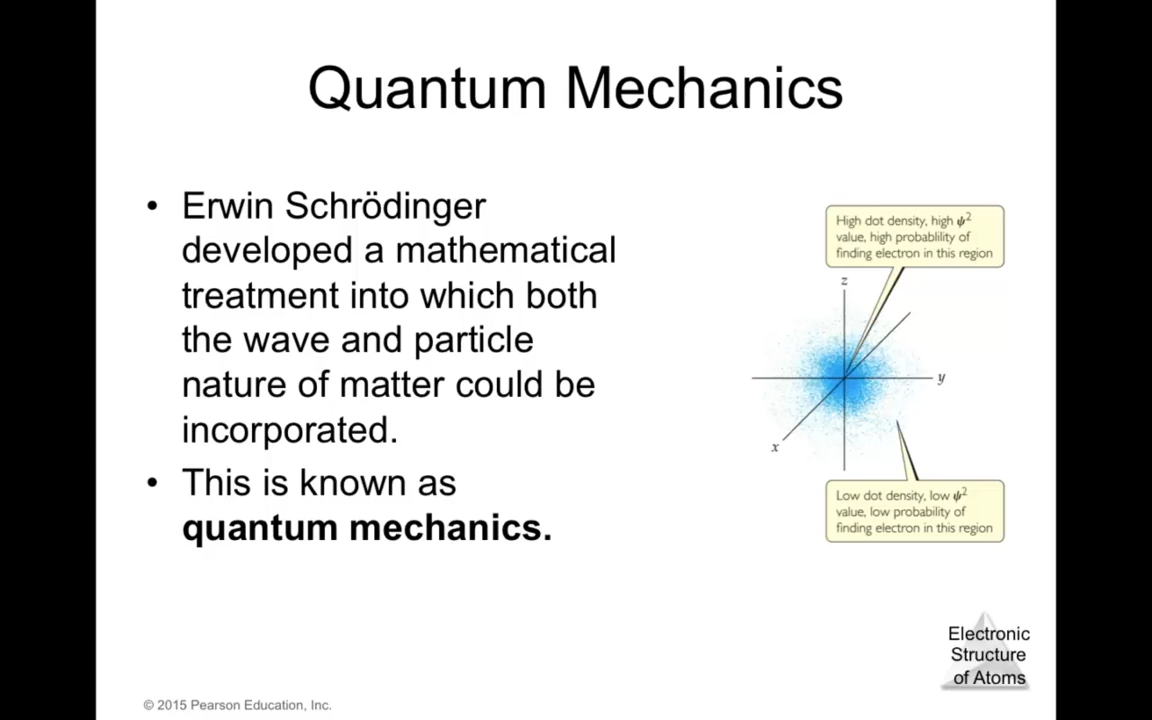 Quantum Mechanics
• Erwin Schrödinger
developed a mathematical
treatment into which both
the wave and particle
nature of matter could be
incorporated.
• This is known as
quantum mechanics.
High dot density, high ψ²
value, high probablility of
finding electron in this region
z
y
x
Low dot density, low ψ²
value, low probability of
finding electron in this region
Electronic
Structure
of Atoms
© 2015 Pearson Education, Inc.